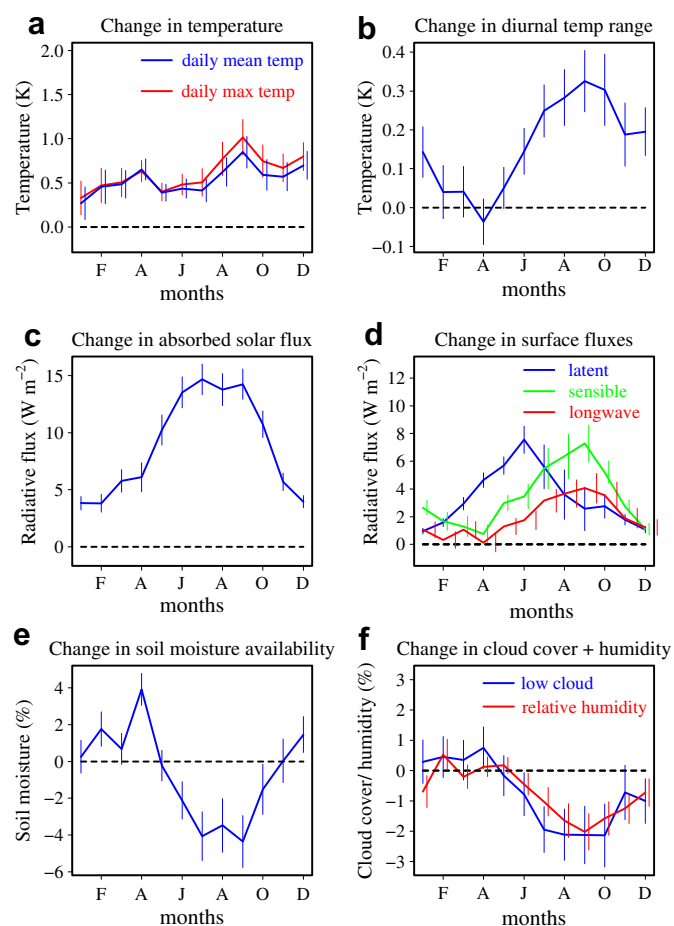 a Change in temperature
2.0
1.5
1.0
0.5
0.0
Temperature (K)
daily mean temp
daily max temp
F A J A O D
months
b Change in diurnal temp range
0.4
0.3
0.2
0.1
0.0
−0.1
Temperature (K)
F A J A O D
months
c Change in absorbed solar flux
15
10
5
0
Radiative flux (W m−2)
F A J A O D
months
d Change in surface fluxes
12
10
8
6
4
2
0
Radiative flux (W m−2)
latent
sensible
longwave
F A J A O D
months
e Change in soil moisture availability
4
2
0
−2
−4
−6
Soil moisture (%)
F A J A O D
months
f Change in cloud cover + humidity
3
2
1
0
−1
−2
−3
Cloud cover/ humidity (%)
low cloud
relative humidity
F A J A O D
months